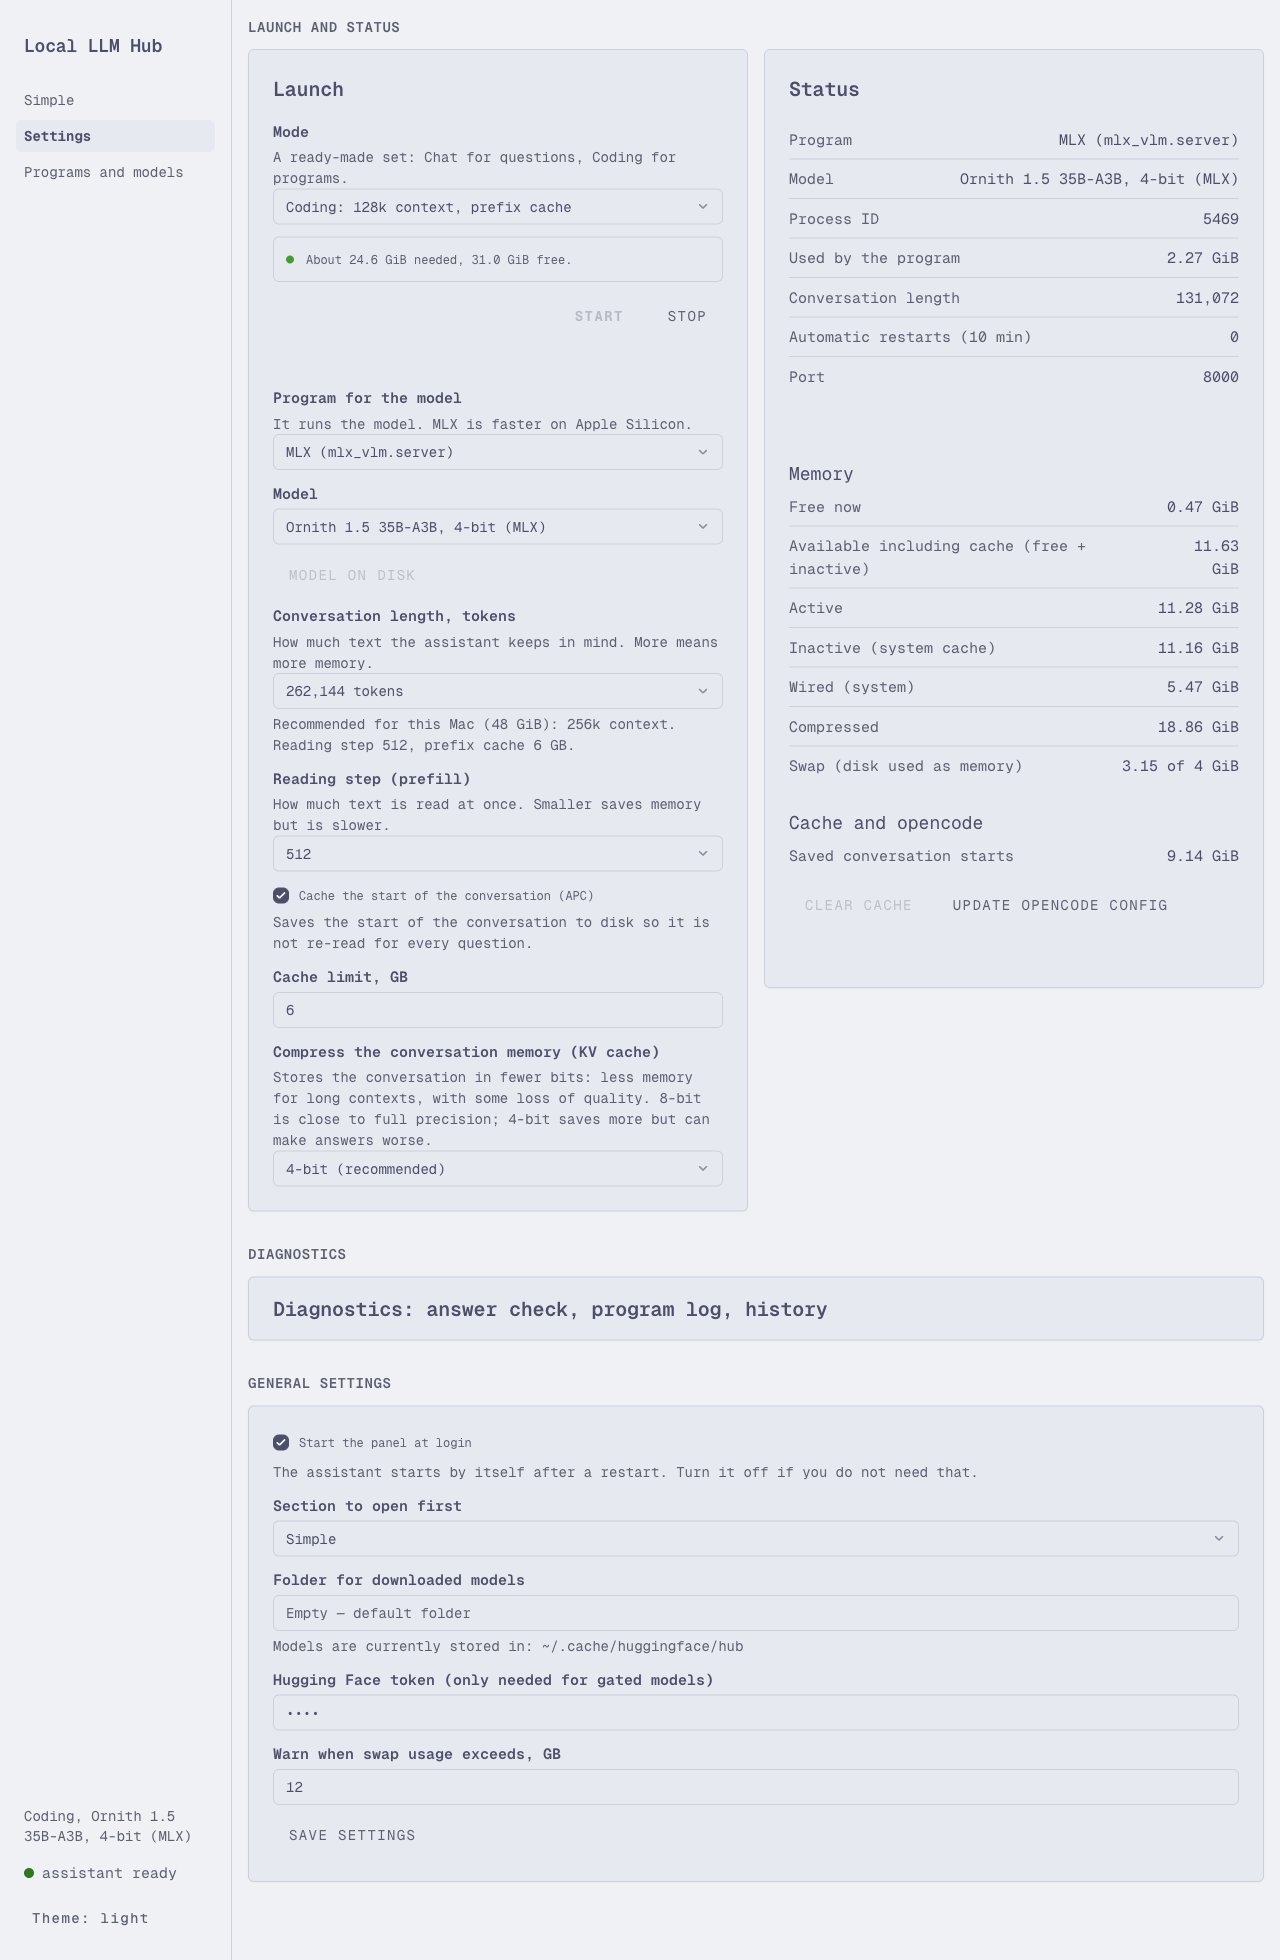 Local LLM Hub
Simple
Settings
Programs and models
LAUNCH AND STATUS
Launch
Mode
A ready-made set: Chat for questions, Coding for
programs.
Coding: 128k context, prefix cache
About 24.6 GiB needed, 31.0 GiB free.
START STOP
Program for the model
It runs the model. MLX is faster on Apple Silicon.
MLX (mlx_vlm.server)
Model
Ornith 1.5 35B-A3B, 4-bit (MLX)
MODEL ON DISK
Conversation length, tokens
How much text the assistant keeps in mind. More means
more memory.
262,144 tokens
Recommended for this Mac (48 GiB): 256k context.
Reading step 512, prefix cache 6 GB.
Reading step (prefill)
How much text is read at once. Smaller saves memory
but is slower.
512
Cache the start of the conversation (APC)
Saves the start of the conversation to disk so it is
not re-read for every question.
Cache limit, GB
6
Compress the conversation memory (KV cache)
Stores the conversation in fewer bits: less memory
for long contexts, with some loss of quality. 8-bit
is close to full precision; 4-bit saves more but can
make answers worse.
4-bit (recommended)
Status
Program MLX (mlx_vlm.server)
Model Ornith 1.5 35B-A3B, 4-bit (MLX)
Process ID 5469
Used by the program 2.27 GiB
Conversation length 131,072
Automatic restarts (10 min) 0
Port 8000
Memory
Free now 0.47 GiB
Available including cache (free + 11.63
inactive) GiB
Active 11.28 GiB
Inactive (system cache) 11.16 GiB
Wired (system) 5.47 GiB
Compressed 18.86 GiB
Swap (disk used as memory) 3.15 of 4 GiB
Cache and opencode
Saved conversation starts 9.14 GiB
CLEAR CACHE UPDATE OPENCODE CONFIG
DIAGNOSTICS
Diagnostics: answer check, program log, history
GENERAL SETTINGS
Start the panel at login
The assistant starts by itself after a restart. Turn it off if you do not need that.
Section to open first
Simple
Folder for downloaded models
Empty — default folder
Models are currently stored in: ~/.cache/huggingface/hub
Hugging Face token (only needed for gated models)
••••
Warn when swap usage exceeds, GB
12
SAVE SETTINGS
Coding, Ornith 1.5
35B-A3B, 4-bit (MLX)
assistant ready
Theme: light